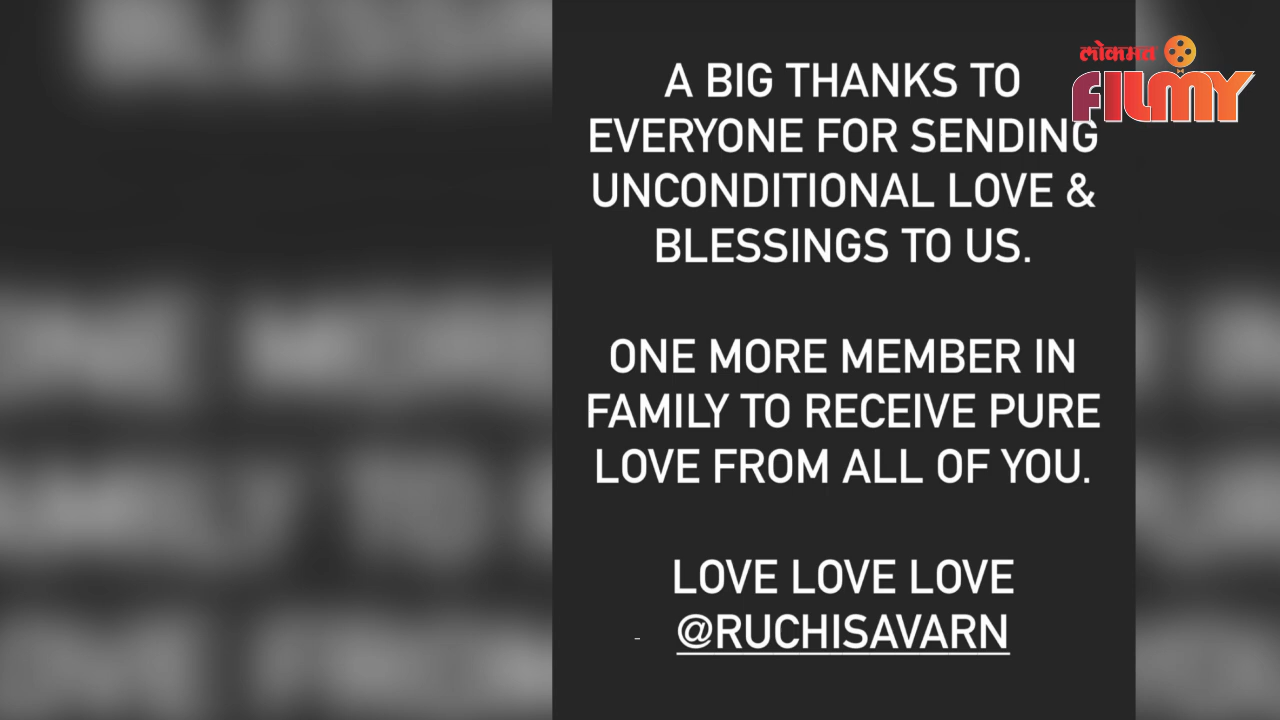 लोकमत
FILMY
A BIG THANKS TO
EVERYONE FOR SENDING
UNCONDITIONAL LOVE &
BLESSINGS TO US.
ONE MORE MEMBER IN
FAMILY TO RECEIVE PURE
LOVE FROM ALL OF YOU.
LOVE LOVE LOVE
- @RUCHISAVARN